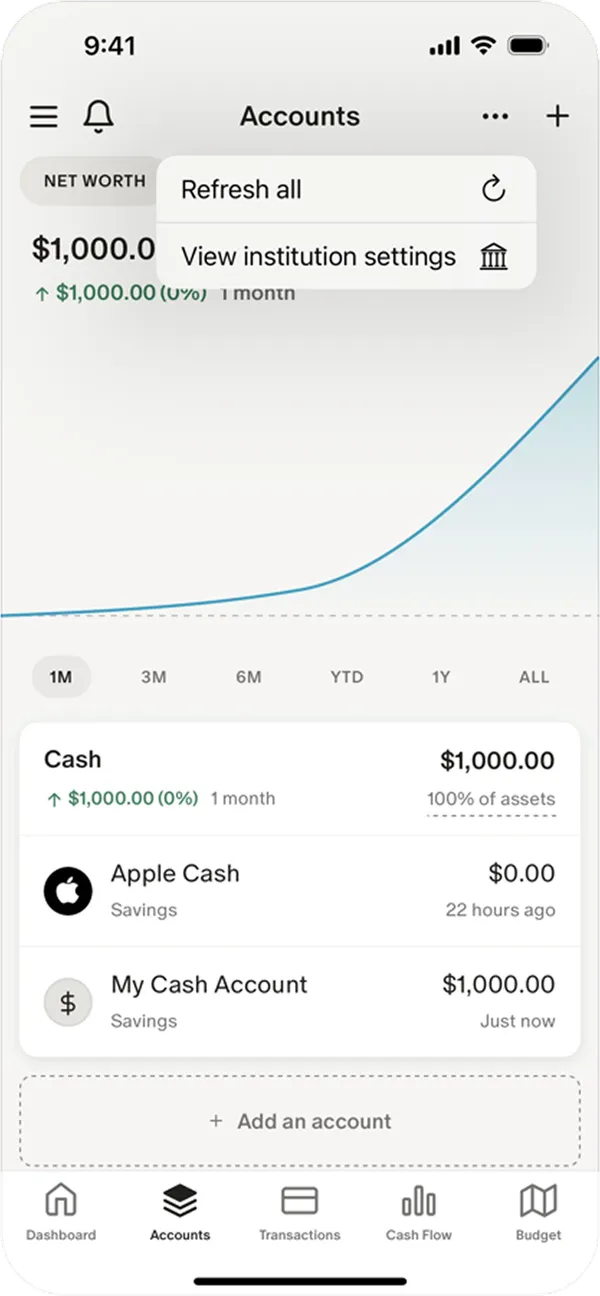 9:41
Accounts
NET WORTH
Refresh all
$1,000.0
View institution settings
↑ $1,000.00 (0%) 1 month
1M 3M 6M YTD 1Y ALL
Cash $1,000.00
↑ $1,000.00 (0%) 1 month 100% of assets
Apple Cash $0.00
Savings 22 hours ago
$ My Cash Account $1,000.00
Savings Just now
+ Add an account
Dashboard Accounts Transactions Cash Flow Budget